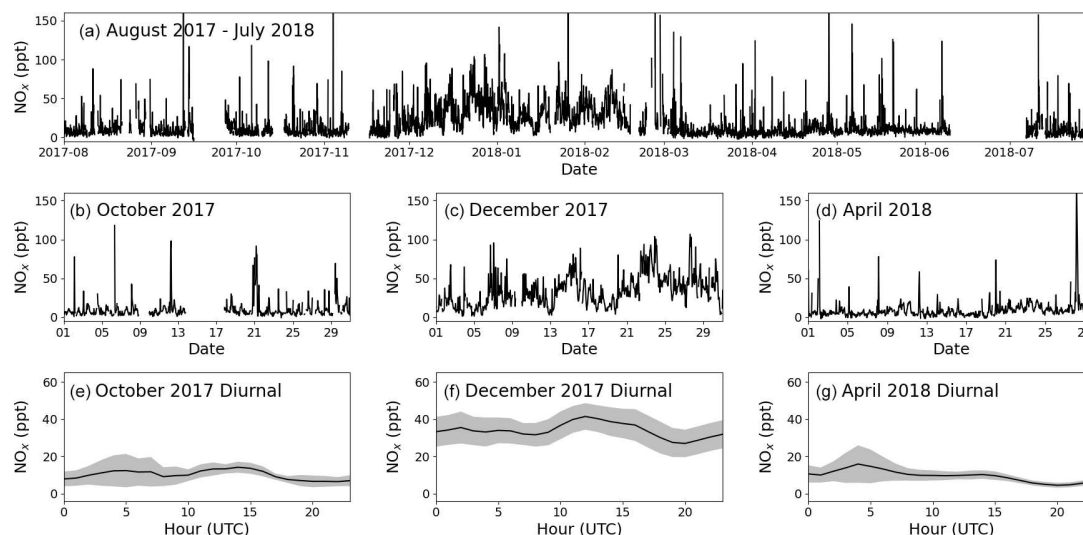 (a) August 2017 - July 2018
NOx (ppt)
150
100
50
0
2017-08 2017-09 2017-10 2017-11 2017-12 2018-01 2018-02 2018-03 2018-04 2018-05 2018-06 2018-07
Date
(b) October 2017
NOx (ppt)
150
100
50
0
01 05 09 13 17 21 25 29
Date
(c) December 2017
NOx (ppt)
150
100
50
0
01 05 09 13 17 21 25 29
Date
(d) April 2018
NOx (ppt)
150
100
50
0
01 05 09 13 17 21 25
Date
(e) October 2017 Diurnal
NOx (ppt)
60
40
20
0
0 5 10 15 20
Hour (UTC)
(f) December 2017 Diurnal
NOx (ppt)
60
40
20
0
0 5 10 15 20
Hour (UTC)
(g) April 2018 Diurnal
NOx (ppt)
60
40
20
0
0 5 10 15 20
Hour (UTC)